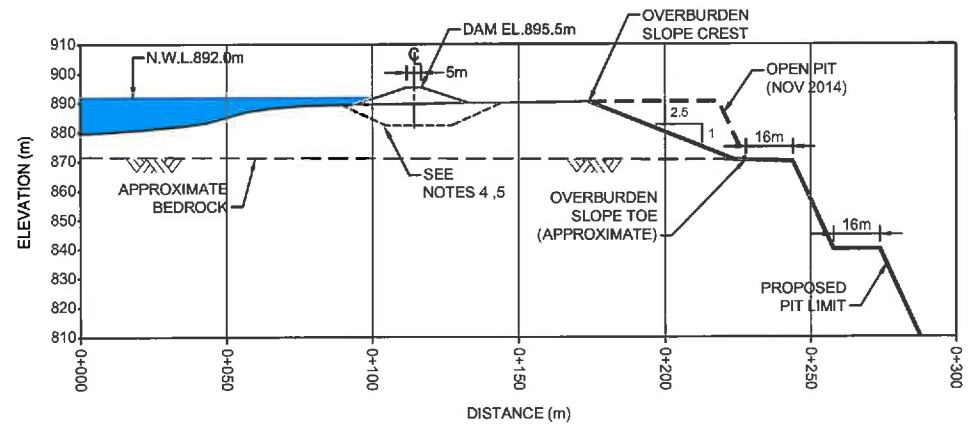 OVERBURDEN
SLOPE CREST
DAM EL.895.5m
N.W.L.892.0m
℄
5m
OPEN PIT
(NOV 2014)
2.5
1
16m
SEE
NOTES 4 ,5
APPROXIMATE
BEDROCK
OVERBURDEN
SLOPE TOE
(APPROXIMATE)
16m
PROPOSED
PIT LIMIT
ELEVATION (m)
910
900
890
880
870
860
850
840
830
820
810
0+000
0+050
0+100
0+150
0+200
0+250
0+300
DISTANCE (m)